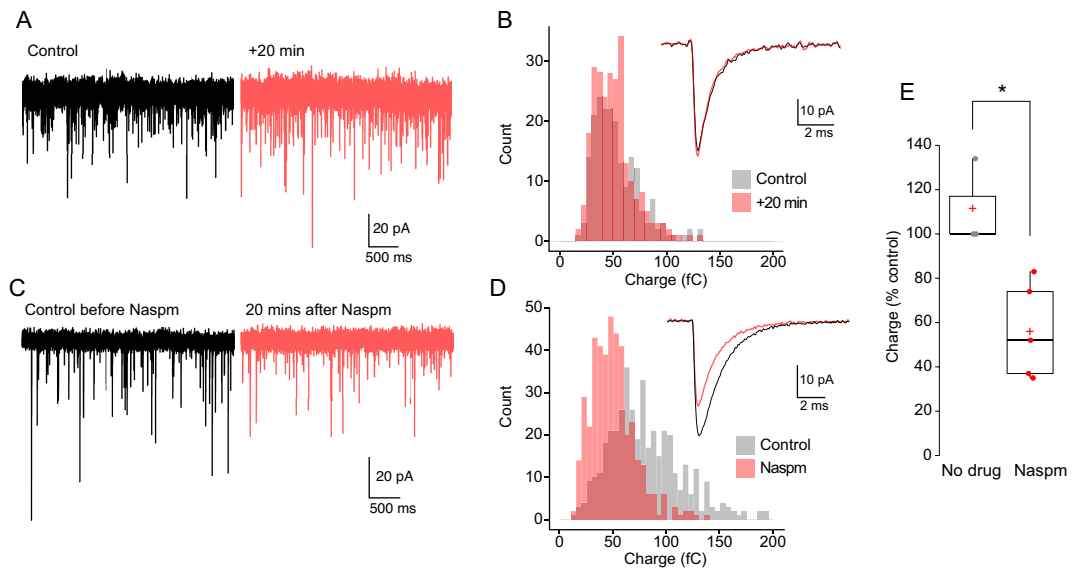 A
Control
+20 min
20 pA
500 ms
B
30
20
10
0
Count
0
50
100
150
200
Charge (fC)
10 pA
2 ms
Control
+20 min
C
Control before Naspm
20 mins after Naspm
20 pA
500 ms
D
50
40
30
20
10
0
Count
0
50
100
150
200
Charge (fC)
10 pA
2 ms
Control
Naspm
E
*
140
120
100
80
60
40
20
0
Charge (% control)
No drug
Naspm